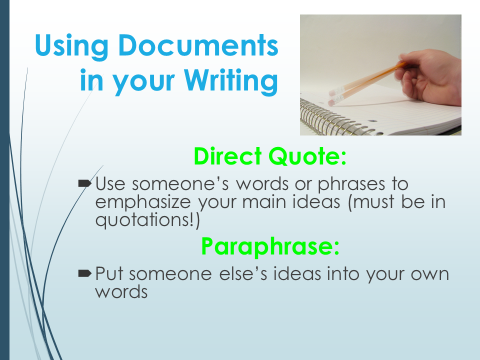 Using Documents
in your Writing
Direct Quote:
Use someone’s words or phrases to
emphasize your main ideas (must be in
quotations!)
Paraphrase:
Put someone else’s ideas into your own
words